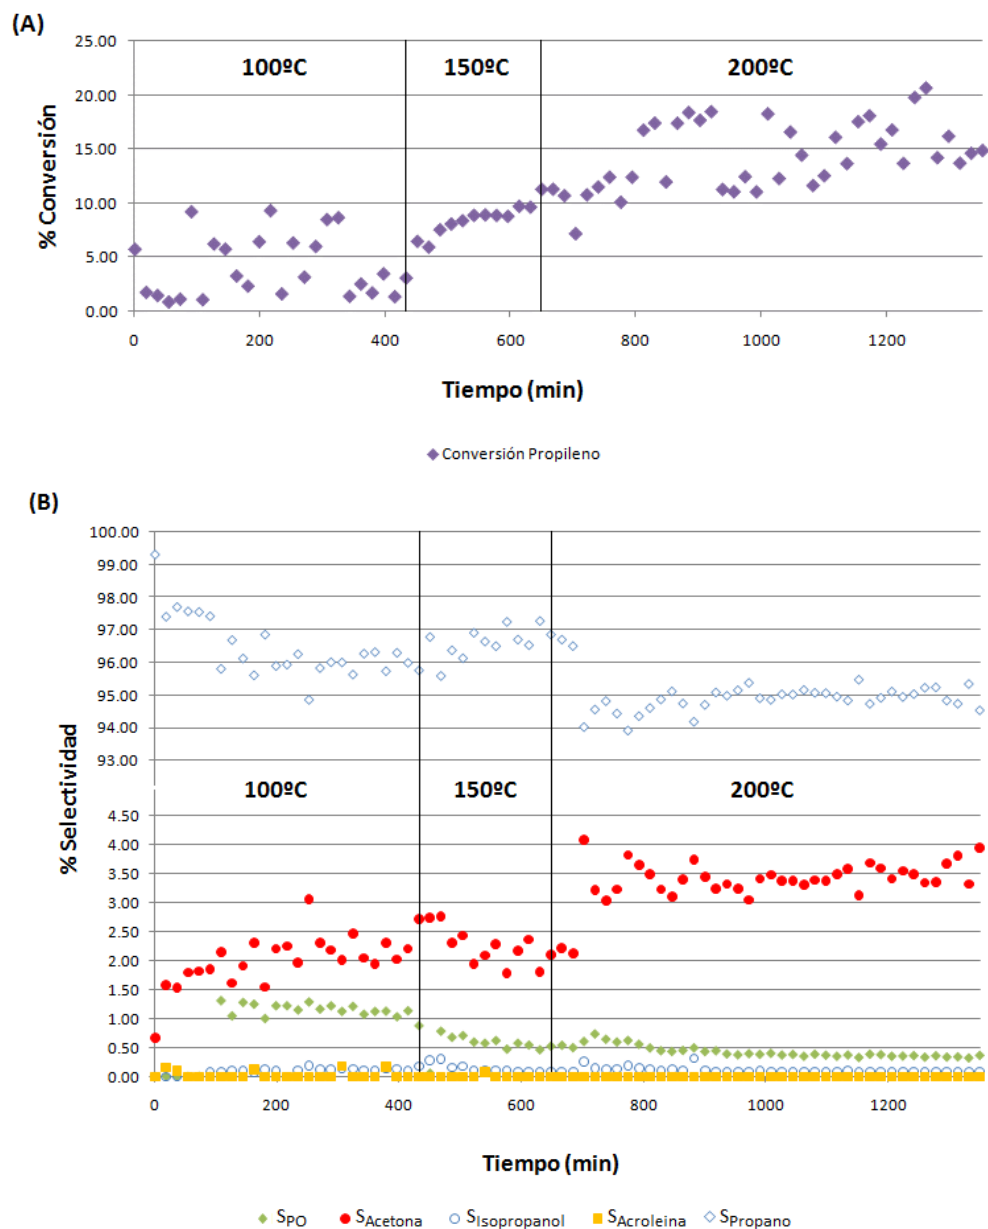 (A)
25.00
20.00
15.00
10.00
5.00
0.00
% Conversión
100ºC 150ºC 200ºC
0 200 400 600 800 1000 1200
Tiempo (min)
Conversión Propileno
(B)
100.00
99.00
98.00
97.00
96.00
95.00
94.00
93.00
% Selectividad
100ºC 150ºC 200ºC
4.50
4.00
3.50
3.00
2.50
2.00
1.50
1.00
0.50
0.00
0 200 400 600 800 1000 1200
Tiempo (min)
SPO SAcetona SIsopropanol SAcroleina SPropano